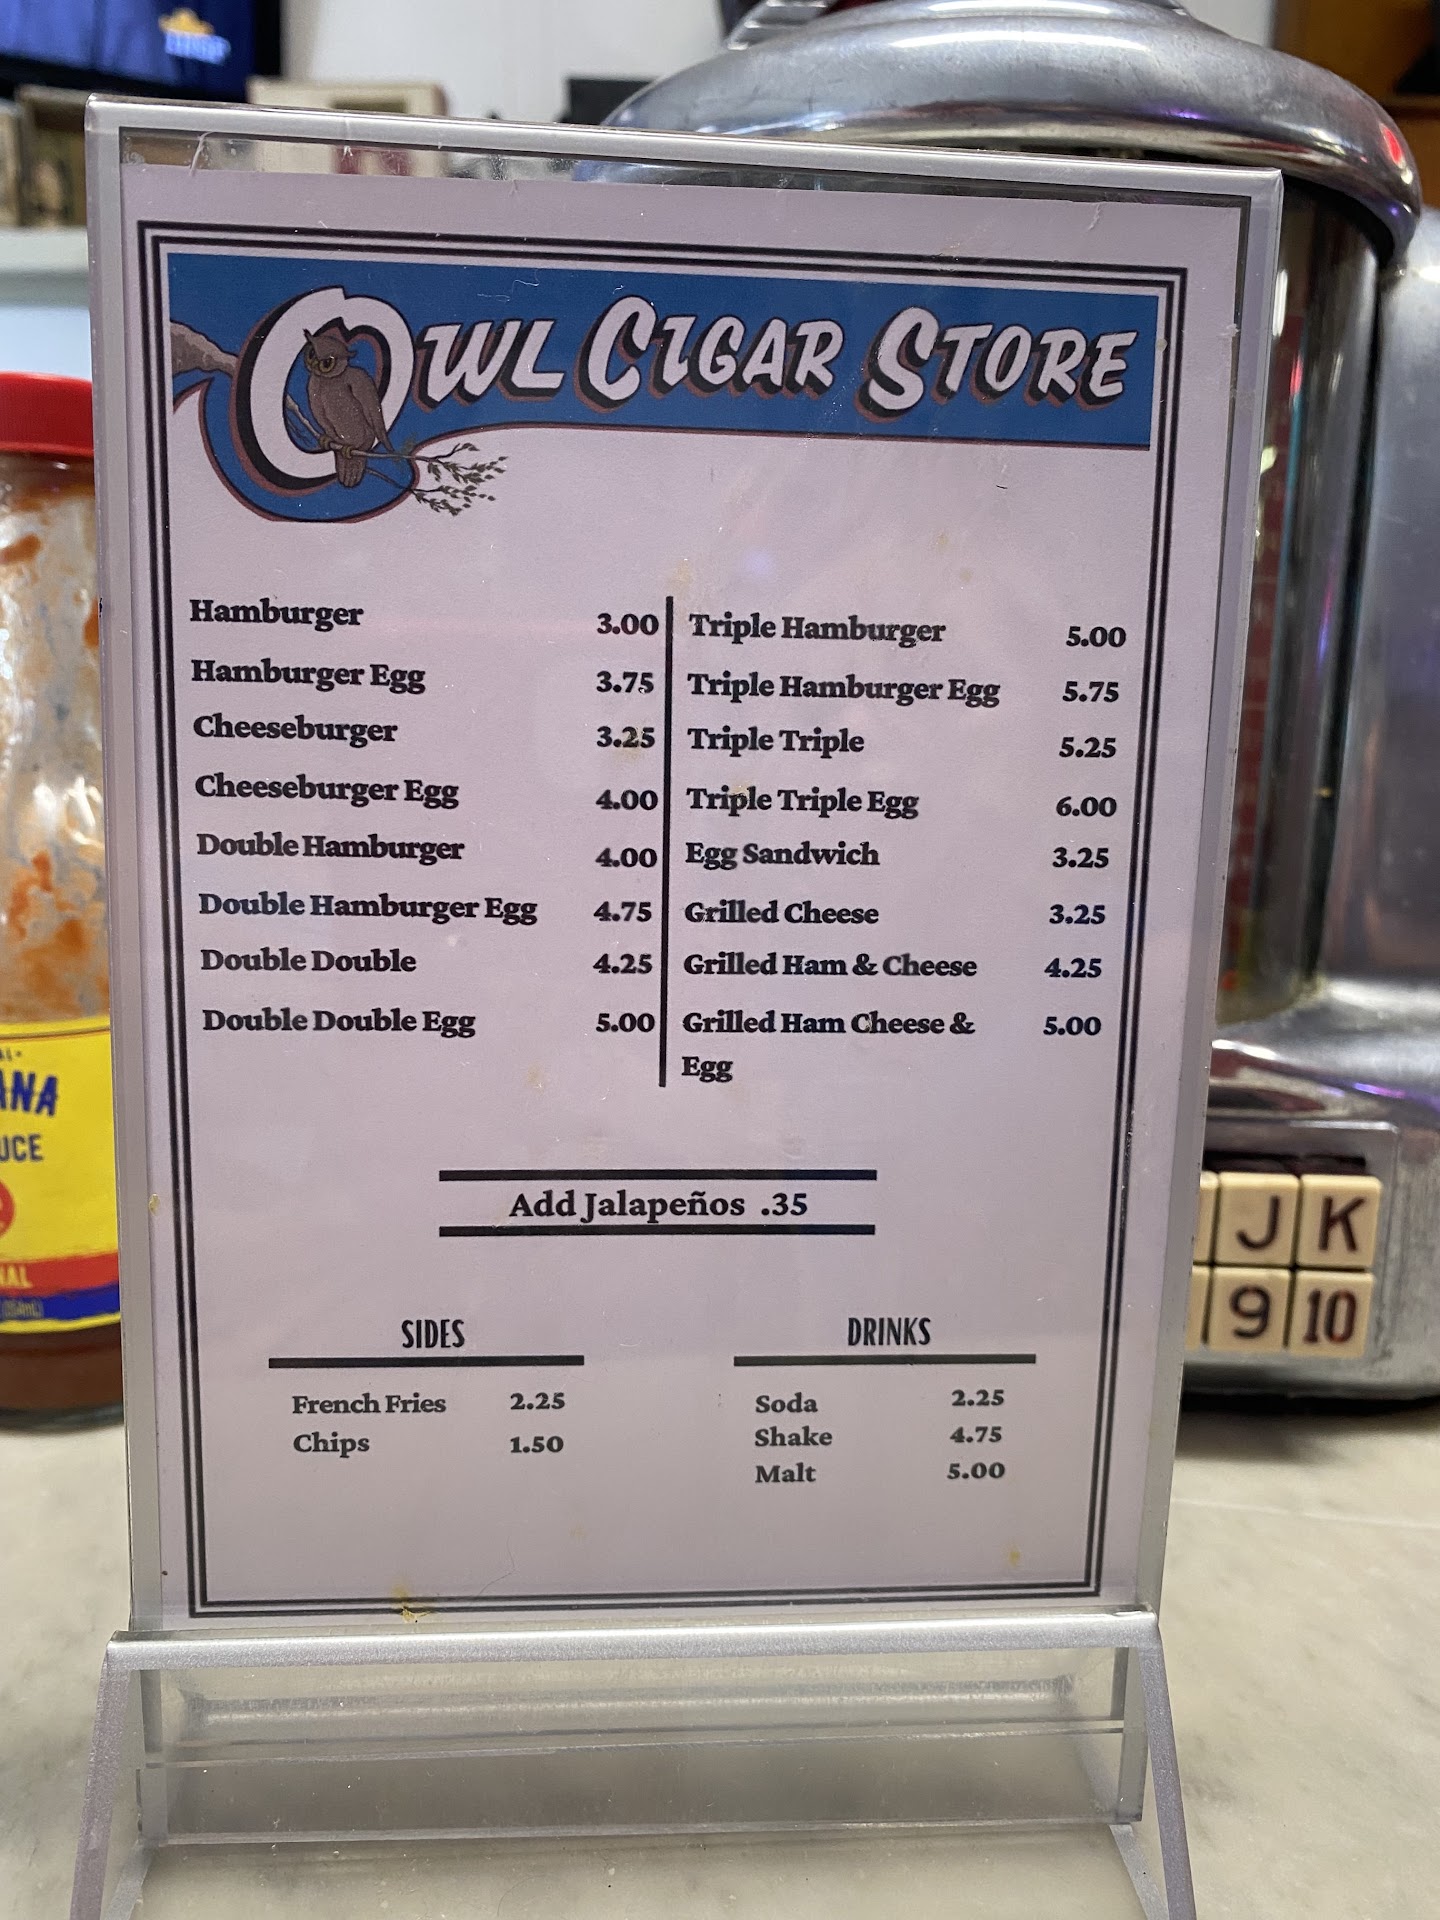 OWL CIGAR STORE
Hamburger 3.00
Hamburger Egg 3.75
Cheeseburger 3.25
Cheeseburger Egg 4.00
Double Hamburger 4.00
Double Hamburger Egg 4.75
Double Double 4.25
Double Double Egg 5.00
Triple Hamburger 5.00
Triple Hamburger Egg 5.75
Triple Triple 5.25
Triple Triple Egg 6.00
Egg Sandwich 3.25
Grilled Cheese 3.25
Grilled Ham & Cheese 4.25
Grilled Ham Cheese & 5.00
Egg
Add Jalapeños .35
SIDES
French Fries 2.25
Chips 1.50
DRINKS
Soda 2.25
Shake 4.75
Malt 5.00
J K
9 10